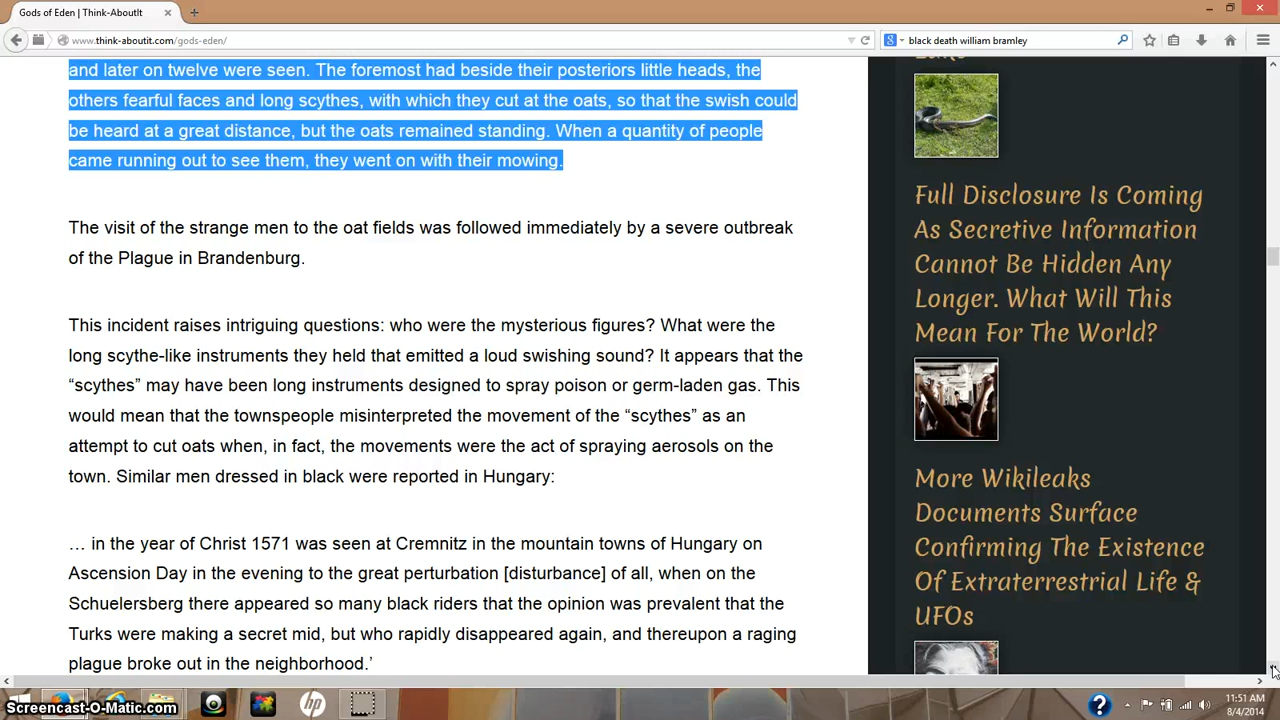 Gods of Eden | Think-AboutIt
www.think-aboutit.com/gods-eden/
black death william bramley
and later on twelve were seen. The foremost had beside their posteriors little heads, the
others fearful faces and long scythes, with which they cut at the oats, so that the swish could
be heard at a great distance, but the oats remained standing. When a quantity of people
came running out to see them, they went on with their mowing.
The visit of the strange men to the oat fields was followed immediately by a severe outbreak
of the Plague in Brandenburg.
This incident raises intriguing questions: who were the mysterious figures? What were the
long scythe-like instruments they held that emitted a loud swishing sound? It appears that the
“scythes” may have been long instruments designed to spray poison or germ-laden gas. This
would mean that the townspeople misinterpreted the movement of the “scythes” as an
attempt to cut oats when, in fact, the movements were the act of spraying aerosols on the
town. Similar men dressed in black were reported in Hungary:
… in the year of Christ 1571 was seen at Cremnitz in the mountain towns of Hungary on
Ascension Day in the evening to the great perturbation [disturbance] of all, when on the
Schuelersberg there appeared so many black riders that the opinion was prevalent that the
Turks were making a secret mid, but who rapidly disappeared again, and thereupon a raging
plague broke out in the neighborhood.’
Full Disclosure Is Coming
As Secretive Information
Cannot Be Hidden Any
Longer. What Will This
Mean For The World?
More Wikileaks
Documents Surface
Confirming The Existence
Of Extraterrestrial Life &
UFOs
Screencast-O-Matic.com
hp
11:51 AM
8/4/2014